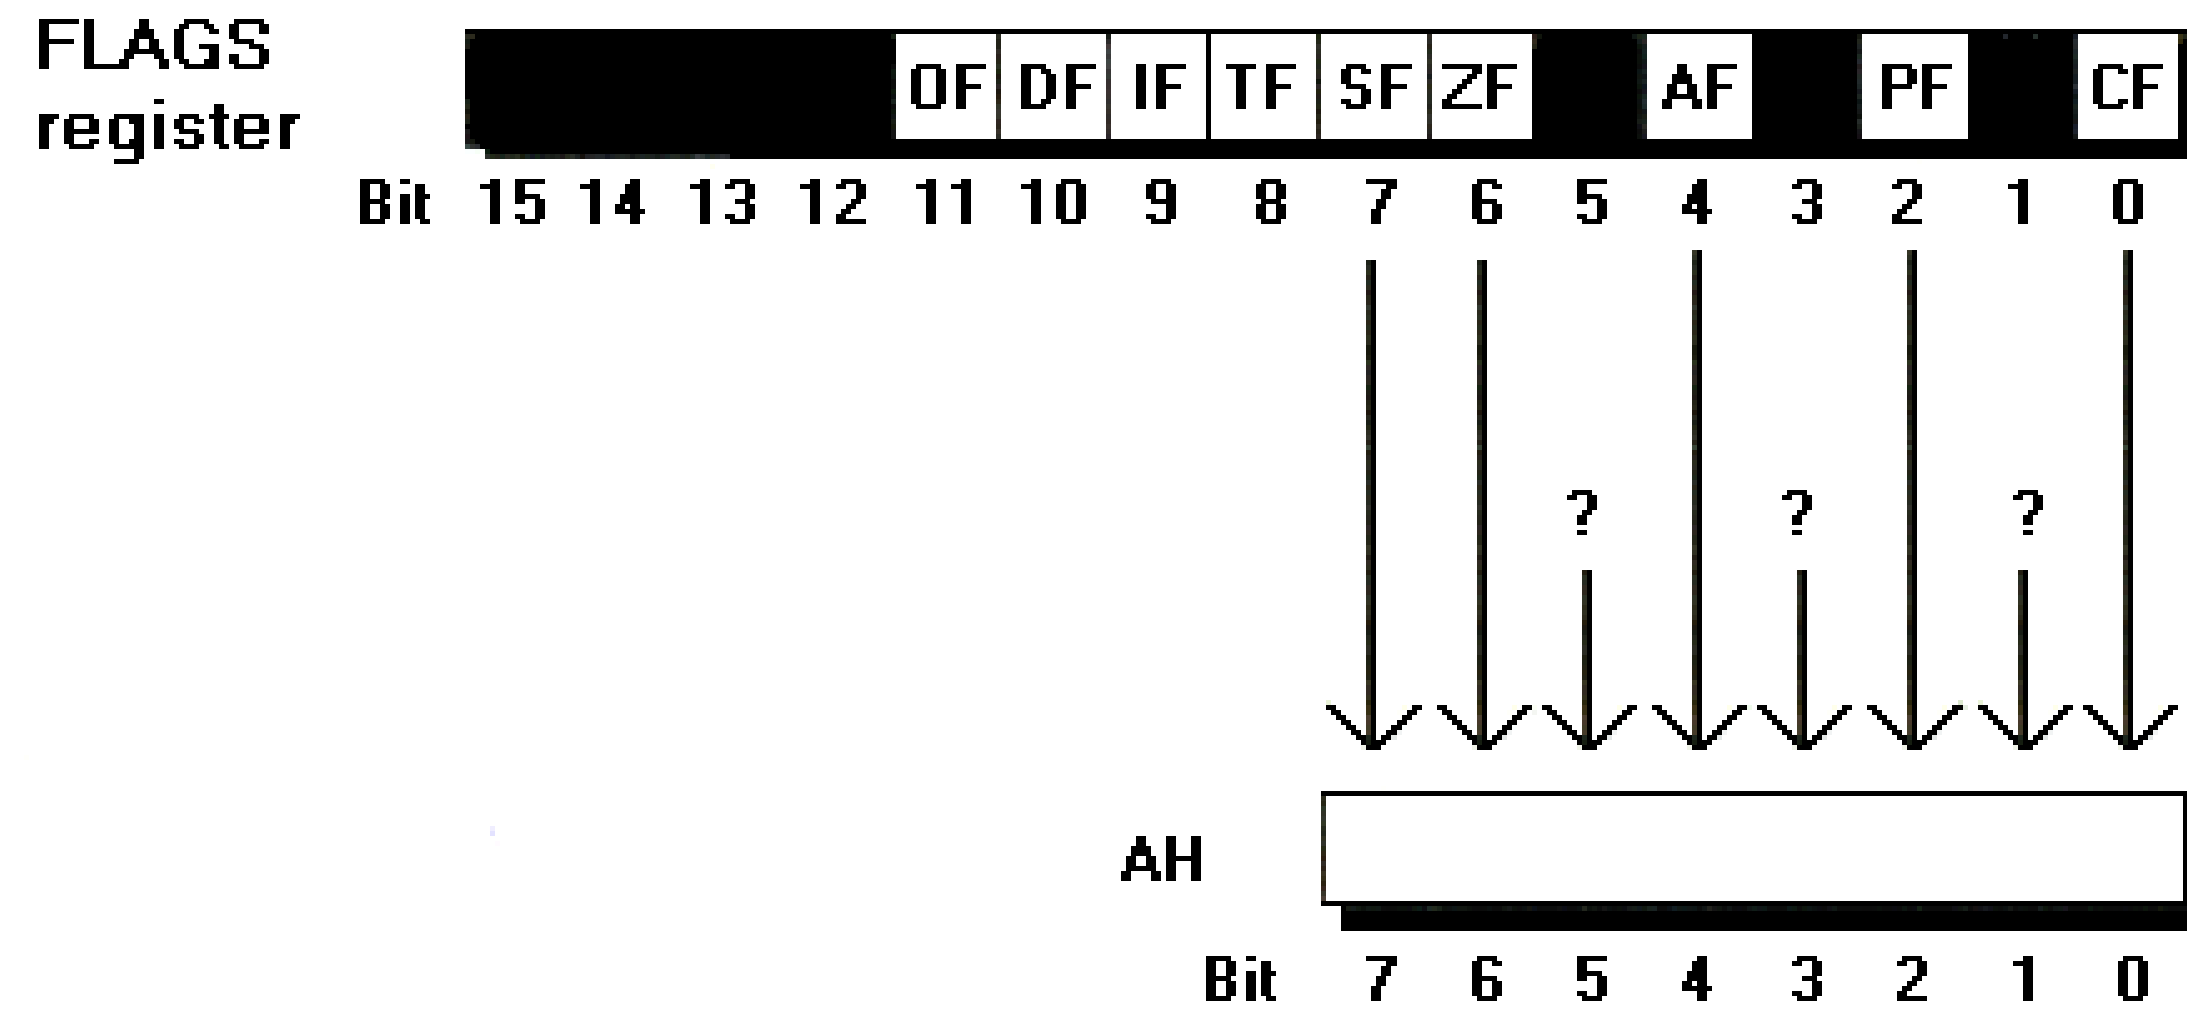 FLAGS
register
OF DF IF TF SF ZF AF PF CF
Bit 15 14 13 12 11 10 9 8 7 6 5 4 3 2 1 0
? ? ?
AH
Bit 7 6 5 4 3 2 1 0